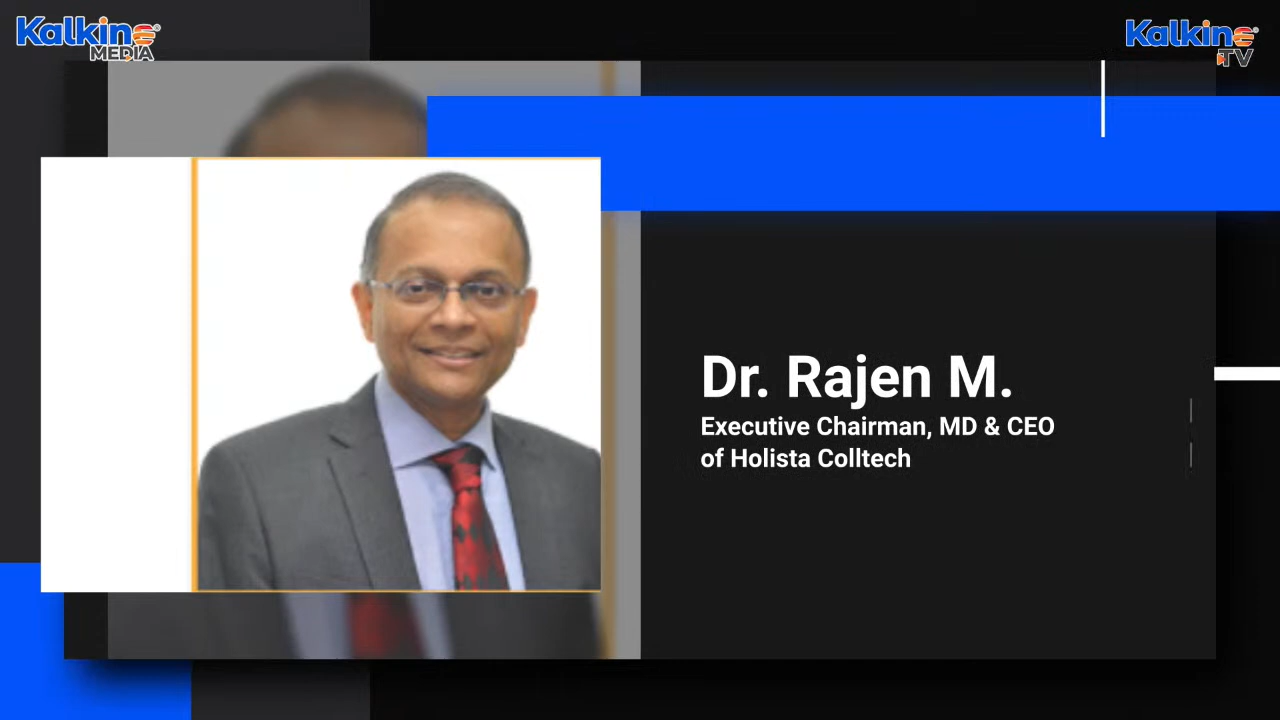 Kalkine
MEDIA
Kalkine
TV
Dr. Rajen M.
Executive Chairman, MD & CEO
of Holista Colltech